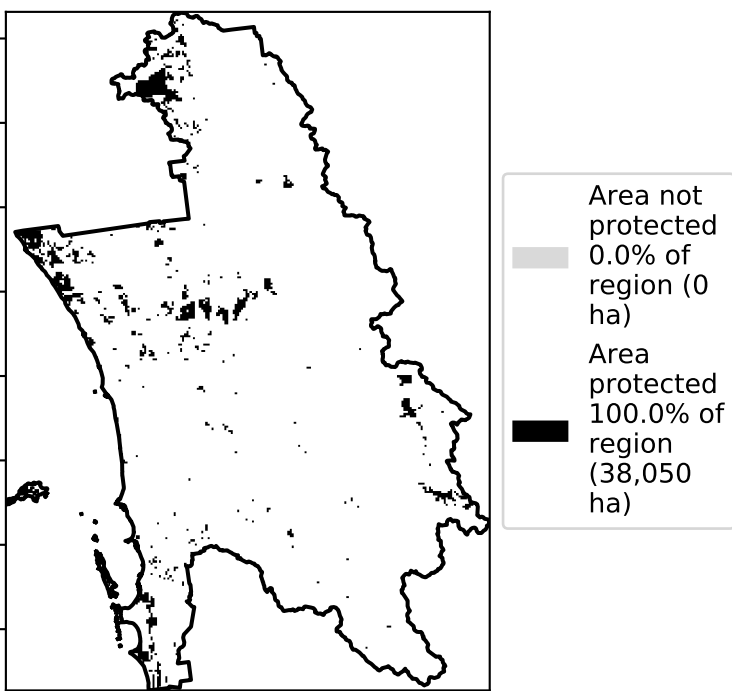 Area not
protected
0.0% of
region (0
ha)
Area
protected
100.0% of
region
(38,050
ha)